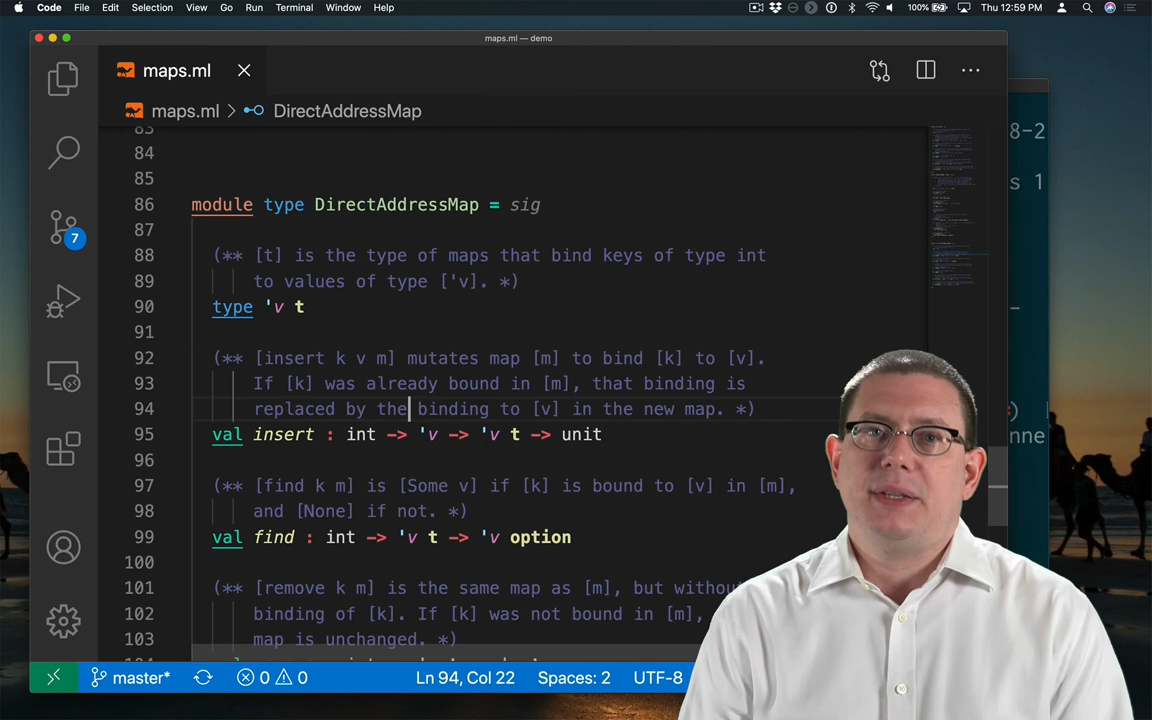 Code File Edit Selection View Go Run Terminal Window Help 100% Thu 12:59 PM
maps.ml — demo
maps.ml
maps.ml > DirectAddressMap
83
84
85
86 module type DirectAddressMap = sig
87
88 (** [t] is the type of maps that bind keys of type int
89 to values of type ['v]. *)
90 type 'v t
91
92 (** [insert k v m] mutates map [m] to bind [k] to [v].
93 If [k] was already bound in [m], that binding is
94 replaced by the binding to [v] in the new map. *)
95 val insert : int -> 'v -> 'v t -> unit
96
97 (** [find k m] is [Some v] if [k] is bound to [v] in [m],
98 and [None] if not. *)
99 val find : int -> 'v t -> 'v option
100
101 (** [remove k m] is the same map as [m], but without
102 binding of [k]. If [k] was not bound in [m],
103 map is unchanged. *)
7
8-2
s 1
nne
master* 0 0 Ln 94, Col 22 Spaces: 2 UTF-8